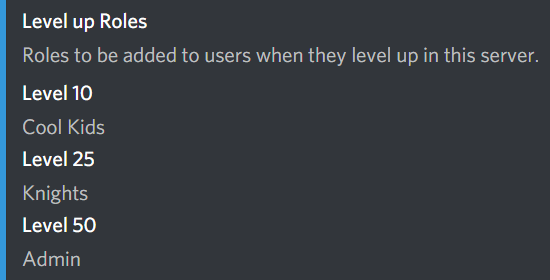 Level up Roles
Roles to be added to users when they level up in this server.
Level 10
Cool Kids
Level 25
Knights
Level 50
Admin